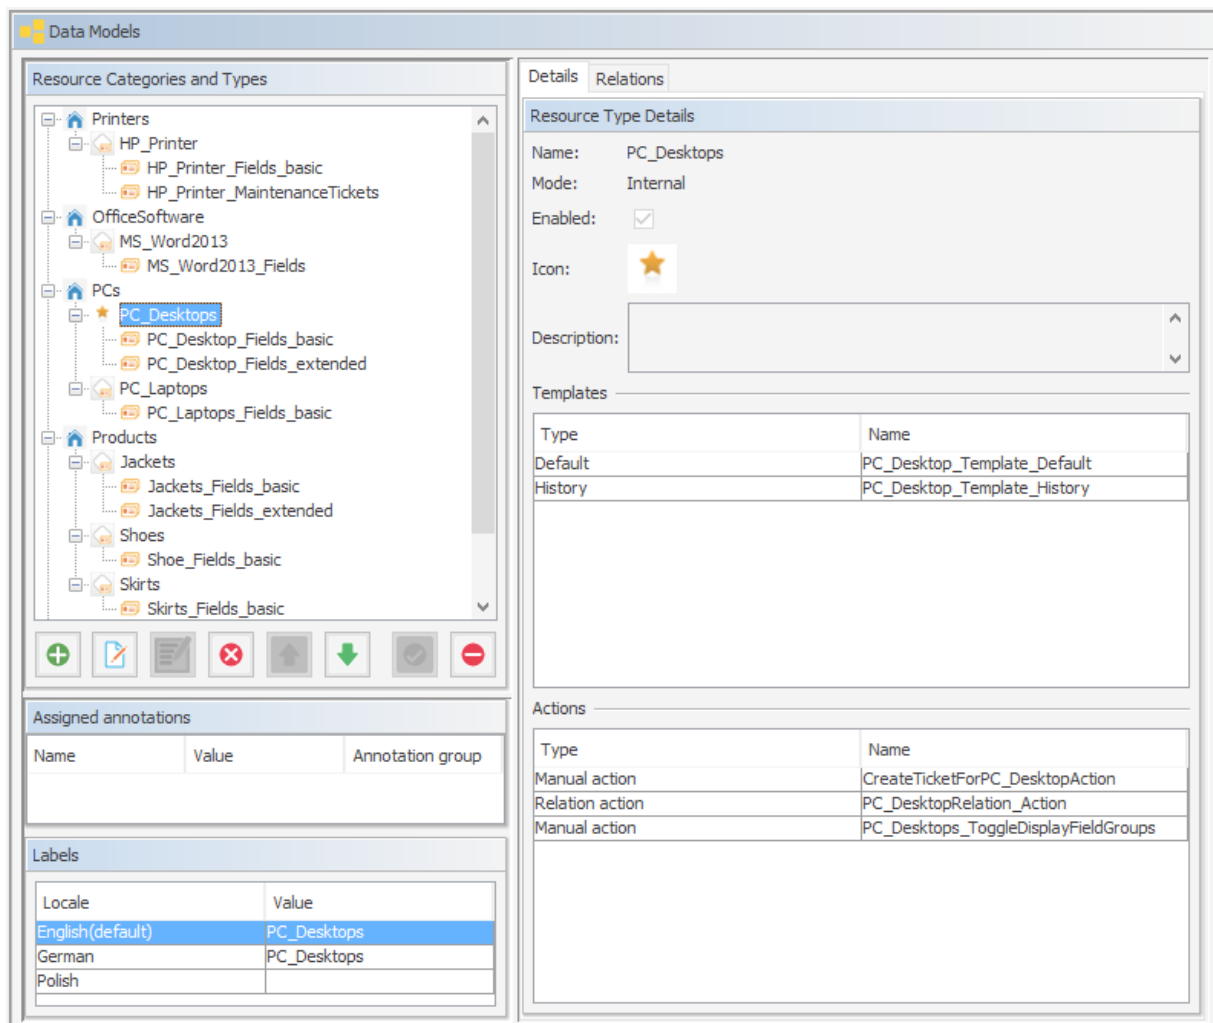 Data Models
Resource Categories and Types
Printers
HP_Printer
HP_Printer_Fields_basic
HP_Printer_MaintenanceTickets
OfficeSoftware
MS_Word2013
MS_Word2013_Fields
PCs
PC_Desktops
PC_Desktop_Fields_basic
PC_Desktop_Fields_extended
PC_Laptops
PC_Laptops_Fields_basic
Products
Jackets
Jackets_Fields_basic
Jackets_Fields_extended
Shoes
Shoe_Fields_basic
Skirts
Skirts_Fields_basic
Assigned annotations
Name Value Annotation group
Labels
Locale Value
English(default) PC_Desktops
German PC_Desktops
Polish
Details Relations
Resource Type Details
Name: PC_Desktops
Mode: Internal
Enabled:
Icon:
Description:
Templates
Type Name
Default PC_Desktop_Template_Default
History PC_Desktop_Template_History
Actions
Type Name
Manual action CreateTicketForPC_DesktopAction
Relation action PC_DesktopRelation_Action
Manual action PC_Desktops_ToggleDisplayFieldGroups